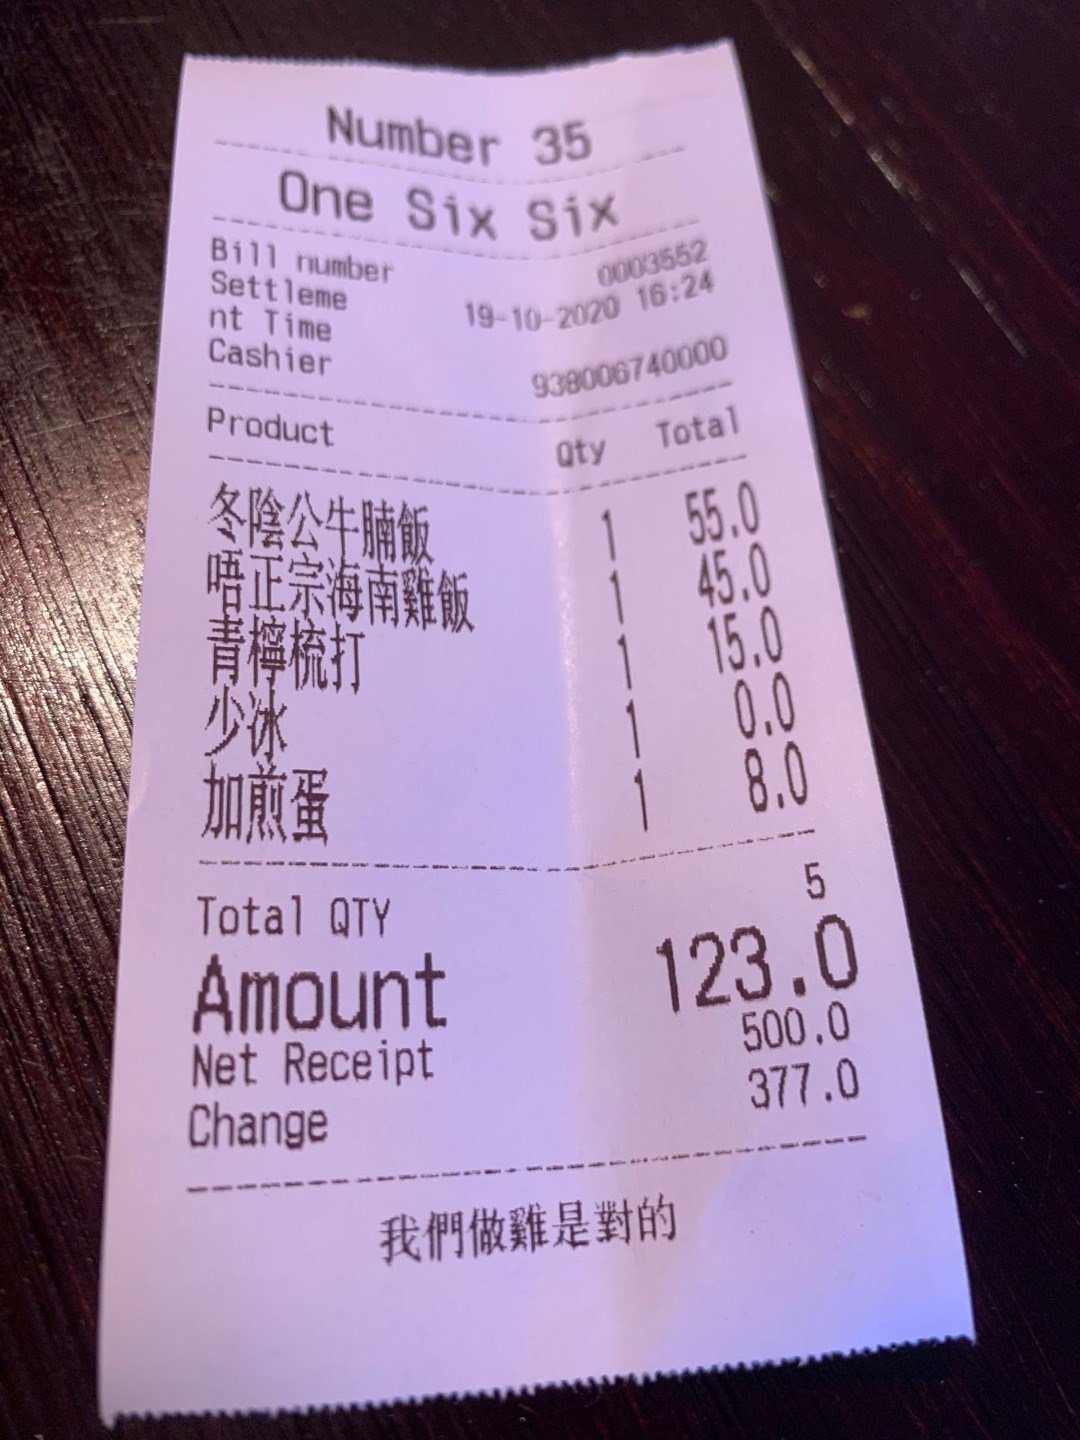 Number 35
One Six Six
Bill number 0003552
Settleme 19-10-2020 16:24
nt Time
Cashier 938006740000
Product Qty Total
冬陰公牛腩飯 1 55.0
唔正宗海南雞飯 1 45.0
青檸梳打 1 15.0
少冰 1 0.0
加煎蛋 1 8.0
Total QTY 5
Amount 123.0
Net Receipt 500.0
Change 377.0
我們做雞是對的